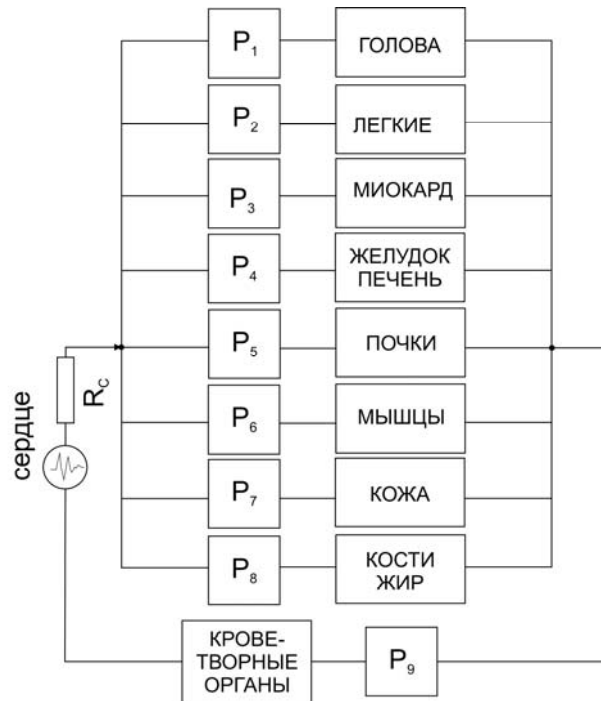 P₁ ГОЛОВА
P₂ ЛЕГКИЕ
P₃ МИОКАРД
P₄ ЖЕЛУДОК
ПЕЧЕНЬ
P₅ ПОЧКИ
сердце
R_C
P₆ МЫШЦЫ
P₇ КОЖА
P₈ КОСТИ
ЖИР
КРОВЕ-
ТВОРНЫЕ
ОРГАНЫ
P₉